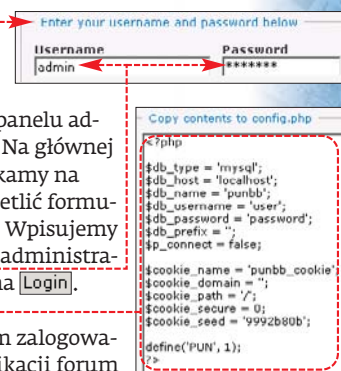 Enter your username and password below
Username Password
admin *******
panelu ad-
Na głównej
kamy na
etlić formu-
Wpisujemy
administra-
na Login.
m zalogowa-
ikacji forum
Copy contents to config.php
<?php
$db_type = 'mysql';
$db_host = 'localhost';
$db_name = 'punbb';
$db_username = 'user';
$db_password = 'password';
$db_prefix = '';
$p_connect = false;
$cookie_name = 'punbb_cookie';
$cookie_domain = '';
$cookie_path = '/';
$cookie_secure = 0;
$cookie_seed = '9992b80b';
define('PUN', 1);
?>